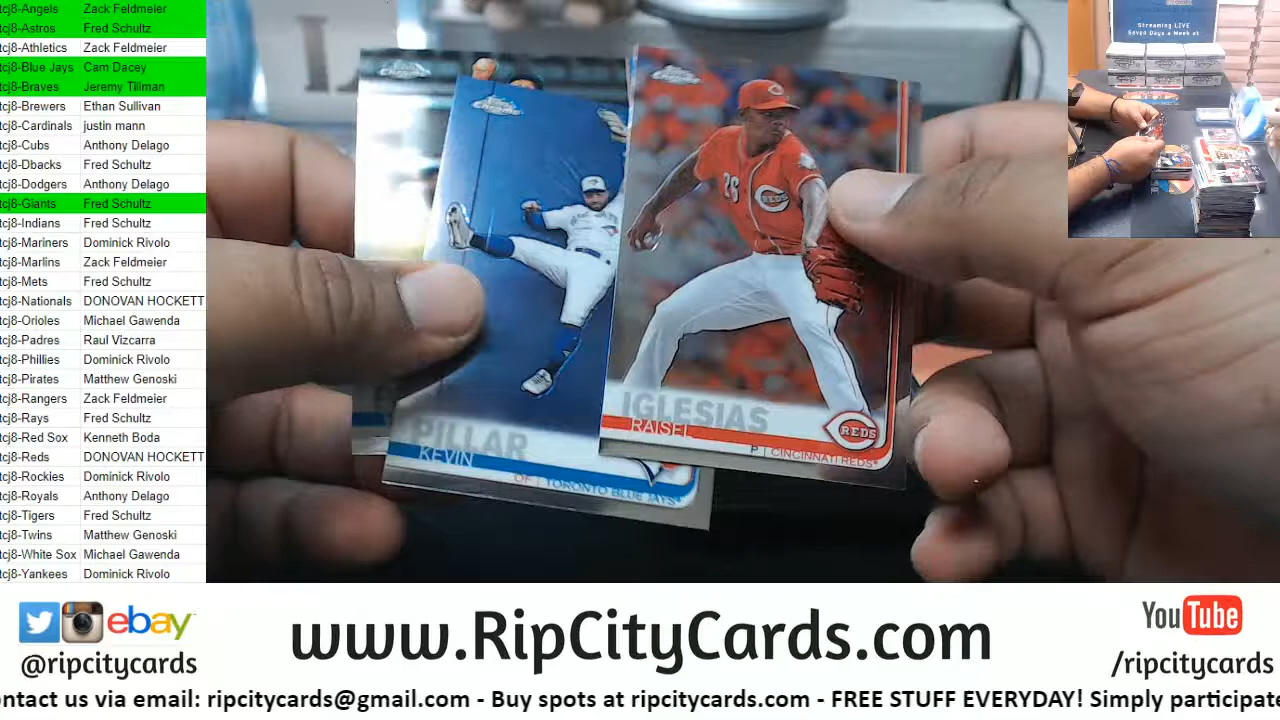 tcj8-Angels Zack Feldmeier
tcj8-Astros Fred Schultz
tcj8-Athletics Zack Feldmeier
tcj8-Blue Jays Cam Dacey
tcj8-Braves Jeremy Tillman
tcj8-Brewers Ethan Sullivan
tcj8-Cardinals justin mann
tcj8-Cubs Anthony Delago
tcj8-Dbacks Fred Schultz
tcj8-Dodgers Anthony Delago
tcj8-Giants Fred Schultz
tcj8-Indians Fred Schultz
tcj8-Mariners Dominick Rivolo
tcj8-Marlins Zack Feldmeier
tcj8-Mets Fred Schultz
tcj8-Nationals DONOVAN HOCKETT
tcj8-Orioles Michael Gawenda
tcj8-Padres Raul Vizcarra
tcj8-Phillies Dominick Rivolo
tcj8-Pirates Matthew Genoski
tcj8-Rangers Zack Feldmeier
tcj8-Rays Fred Schultz
tcj8-Red Sox Kenneth Boda
tcj8-Reds DONOVAN HOCKETT
tcj8-Rockies Dominick Rivolo
tcj8-Royals Anthony Delago
tcj8-Tigers Fred Schultz
tcj8-Twins Matthew Genoski
tcj8-White Sox Michael Gawenda
tcj8-Yankees Dominick Rivolo
PILLAR
KEVIN
OF | TORONTO BLUE JAYS
26
REDS
IGLESIAS
RAISEL
REDS
P | CINCINNATI REDS
Streaming LIVE
Seven Days a Week at
ebay
@ripcitycards
www.RipCityCards.com
YouTube
/ripcitycards
ontact us via email: ripcitycards@gmail.com - Buy spots at ripcitycards.com - FREE STUFF EVERYDAY! Simply participate